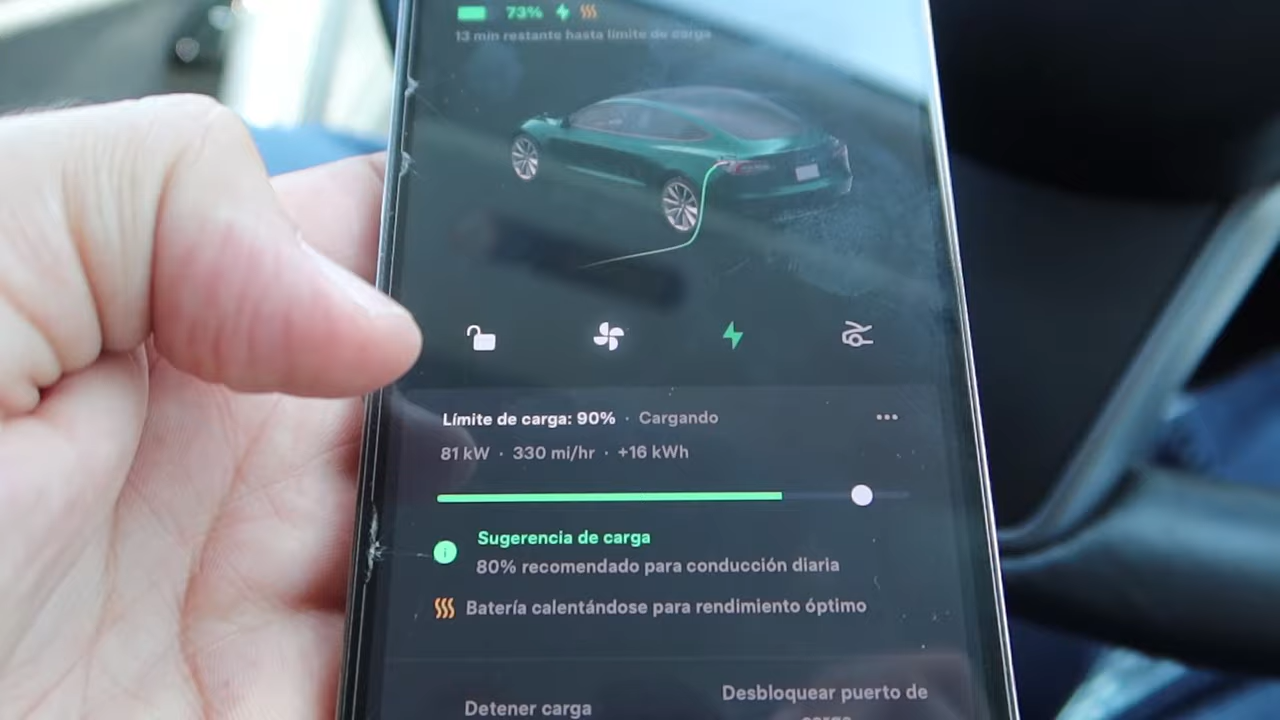 73%
13 min restante hasta límite de carga
Límite de carga: 90% · Cargando
81 kW · 330 mi/hr · +16 kWh
Sugerencia de carga
80% recomendado para conducción diaria
Batería calentándose para rendimiento óptimo
Detener carga
Desbloquear puerto de
carga